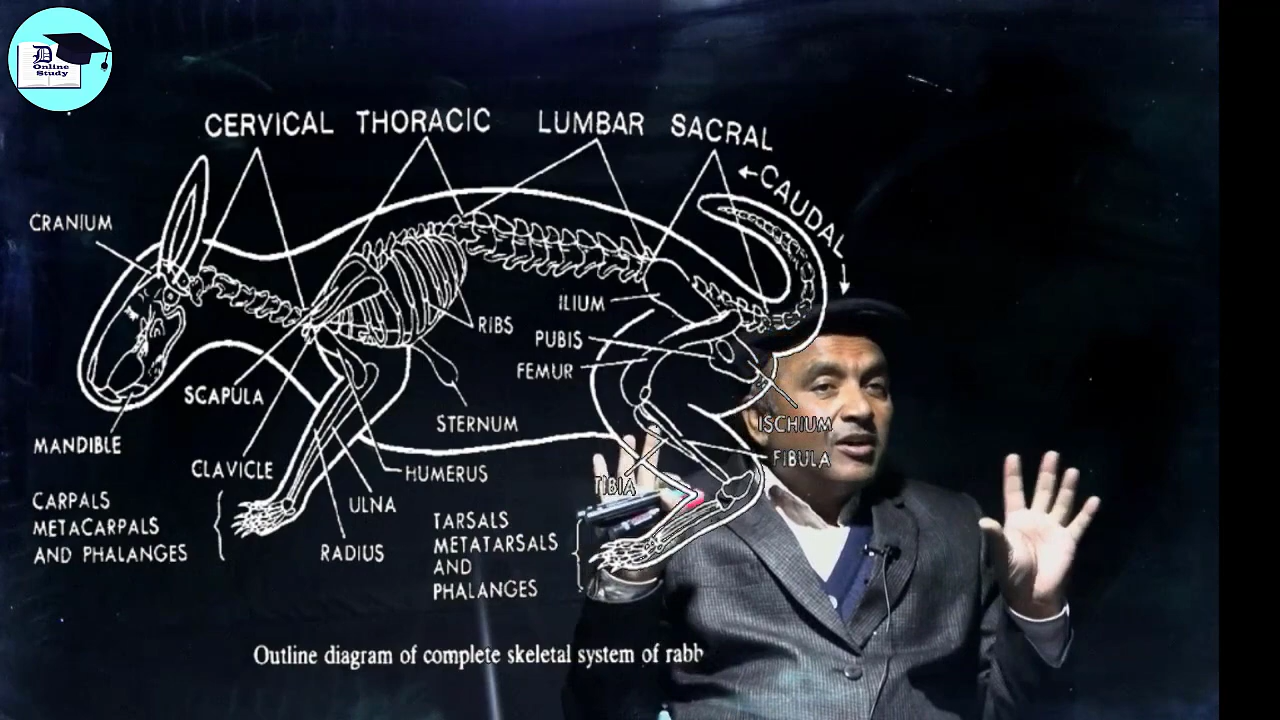 D
Online
Study
CERVICAL THORACIC LUMBAR SACRAL
←CAUDAL→
CRANIUM
ILIUM
RIBS
PUBIS
FEMUR
SCAPULA
STERNUM
ISCHIUM
MANDIBLE
FIBULA
CLAVICLE
HUMERUS
TIBIA
CARPALS
METACARPALS
AND PHALANGES
ULNA
RADIUS
TARSALS
METATARSALS
AND
PHALANGES
Outline diagram of complete skeletal system of rabb